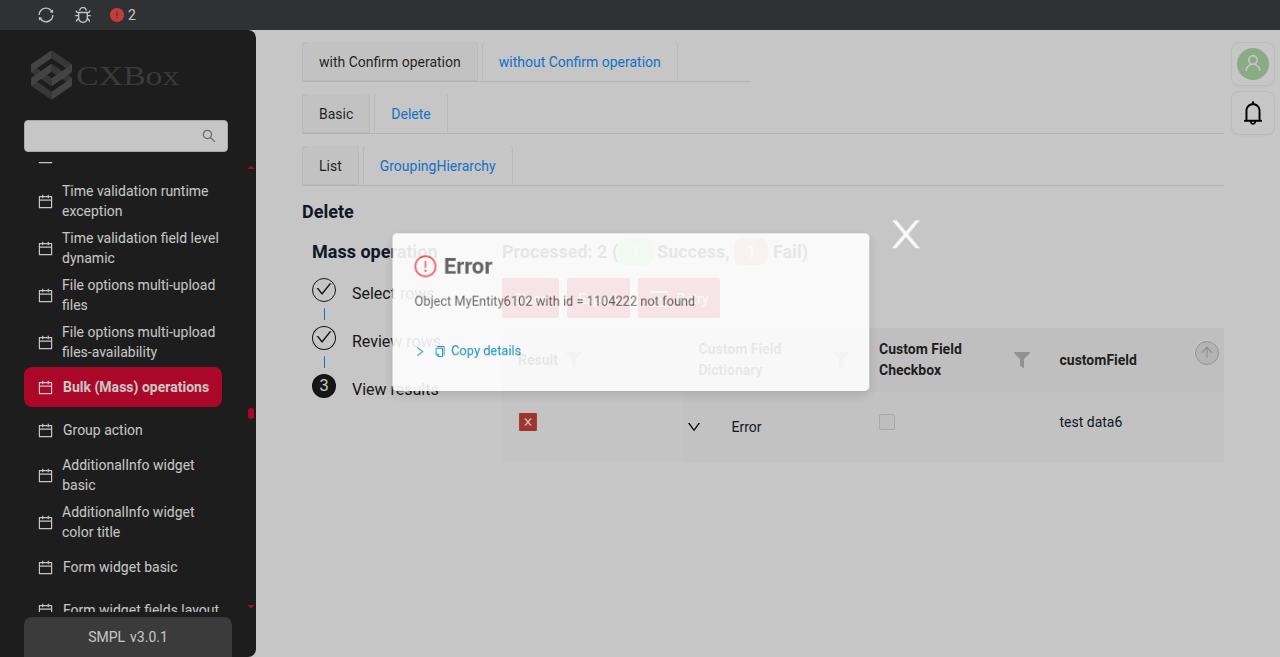 2
CXBox
Time validation runtime
exception
Time validation field level
dynamic
File options multi-upload
files
File options multi-upload
files-availability
Bulk (Mass) operations
Group action
AdditionalInfo widget
basic
AdditionalInfo widget
color title
Form widget basic
Form widget fields layout
SMPL v3.0.1
with Confirm operation
without Confirm operation
Basic
Delete
List
GroupingHierarchy
Delete
Mass operation
Processed: 2 (1 Success, 1 Fail)
Select rows
Review rows
3
View results
Error
Object MyEntity6102 with id = 1104222 not found
Copy details
Result
Custom Field
Dictionary
Custom Field
Checkbox
customField
X
Error
test data6